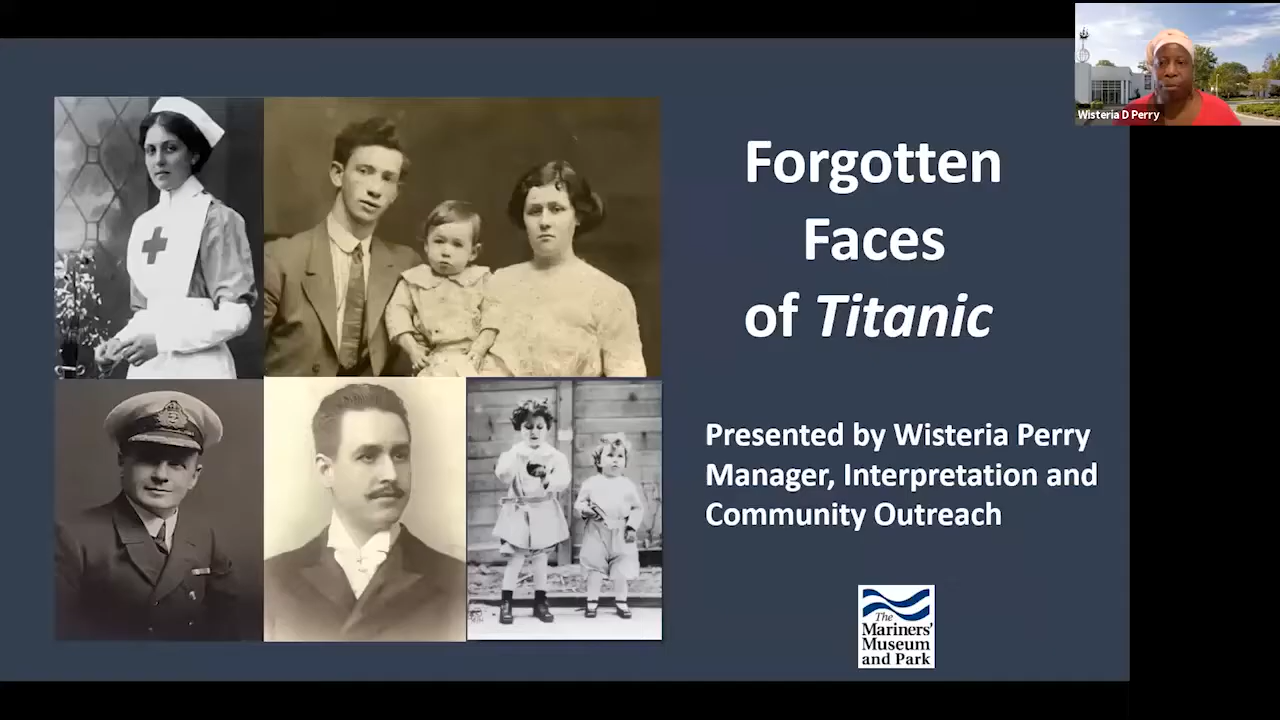 Wisteria D Perry
Forgotten
Faces
of Titanic
Presented by Wisteria Perry
Manager, Interpretation and
Community Outreach
The
Mariners'
Museum
and Park